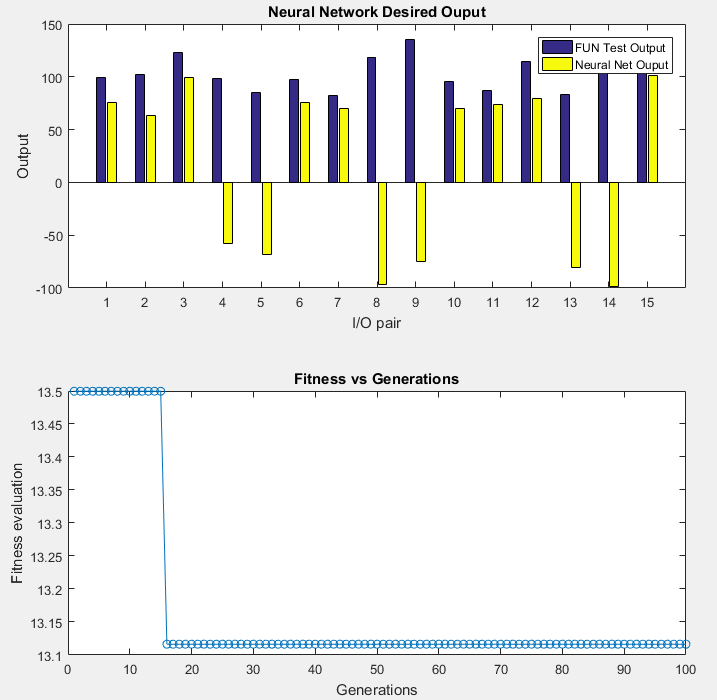 Neural Network Desired Ouput
150
100
50
0
-50
-100
Output
FUN Test Output
Neural Net Ouput
1 2 3 4 5 6 7 8 9 10 11 12 13 14 15
I/O pair
Fitness vs Generations
13.5
13.45
13.4
13.35
13.3
13.25
13.2
13.15
13.1
Fitness evaluation
0 10 20 30 40 50 60 70 80 90 100
Generations